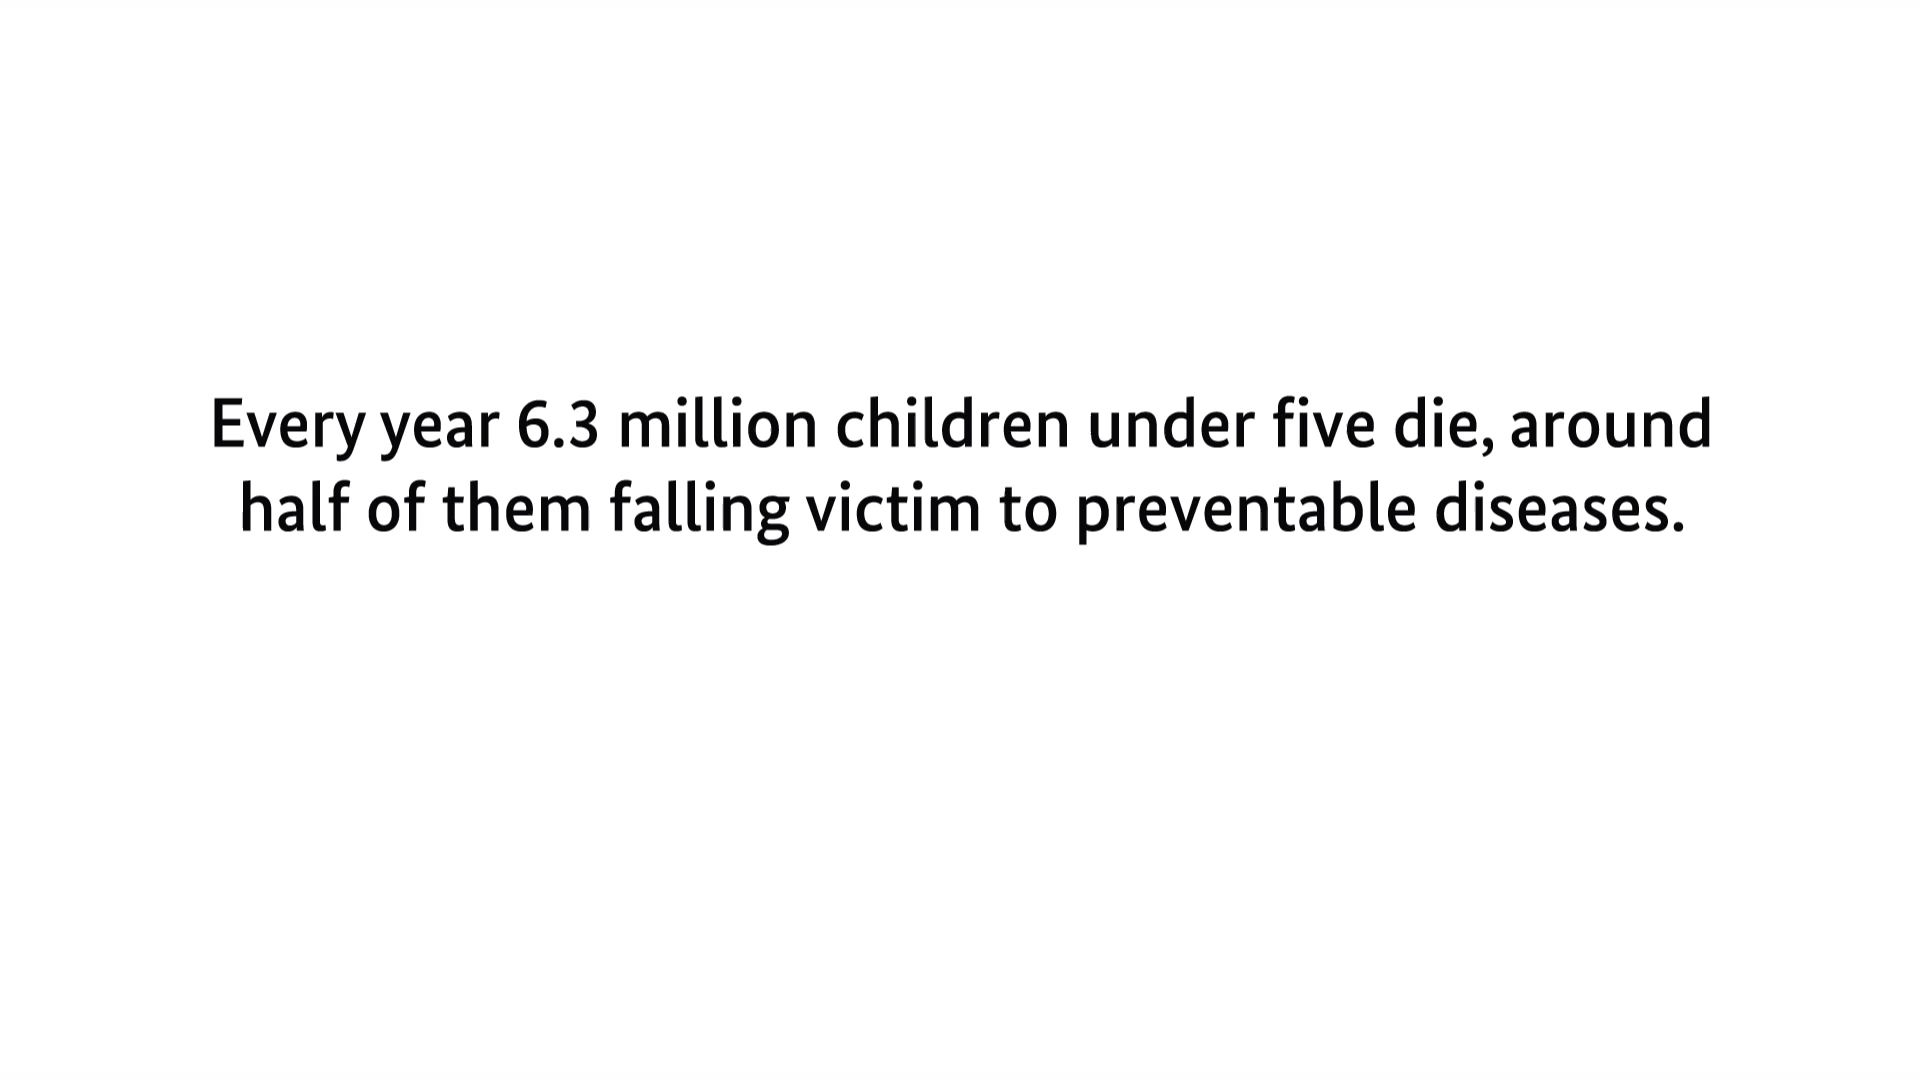 Every year 6.3 million children under five die, around
half of them falling victim to preventable diseases.